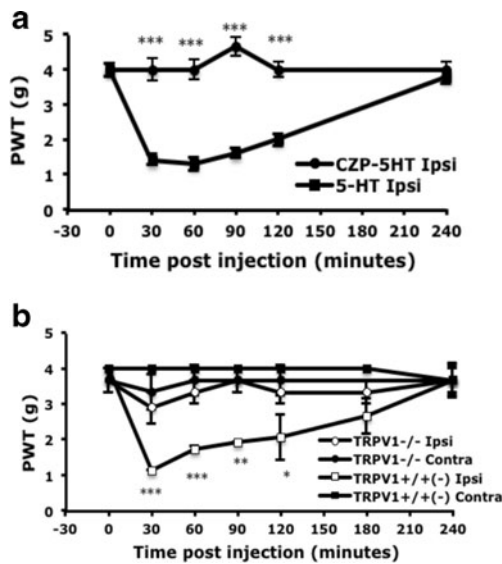 a
5
4
3
2
1
0
PWT (g)
*** *** *** ***
CZP-5HT Ipsi
5-HT Ipsi
-30 0 30 60 90 120 150 180 210 240
Time post injection (minutes)
b
5
4
3
2
1
0
PWT (g)
*** *** ** *
TRPV1-/- Ipsi
TRPV1-/- Contra
TRPV1+/+(-) Ipsi
TRPV1+/+(-) Contra
-30 0 30 60 90 120 150 180 210 240
Time post injection (minutes)